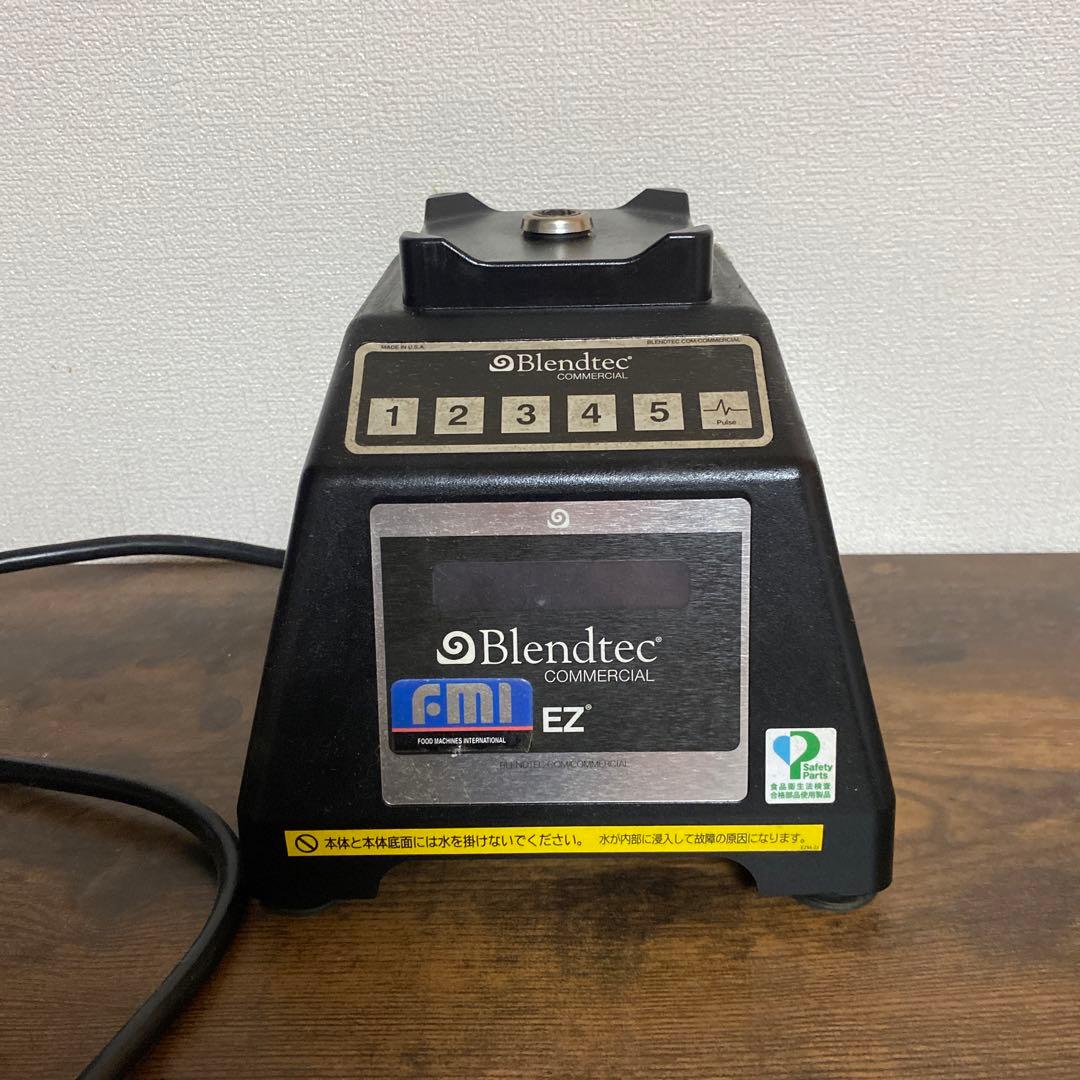 MADE IN U.S.A.
BLENDTEC.COM/COMMERCIAL
Blendtec®
COMMERCIAL
1 2 3 4 5 Pulse
Blendtec®
COMMERCIAL
FMI
FOOD MACHINES INTERNATIONAL
EZ®
BLENDTEC.COM/COMMERCIAL
P
Safety
Parts
食品衛生法検査
合格部品使用製品
本体と本体底面には水を掛けないでください。 水が内部に浸入して故障の原因になります。